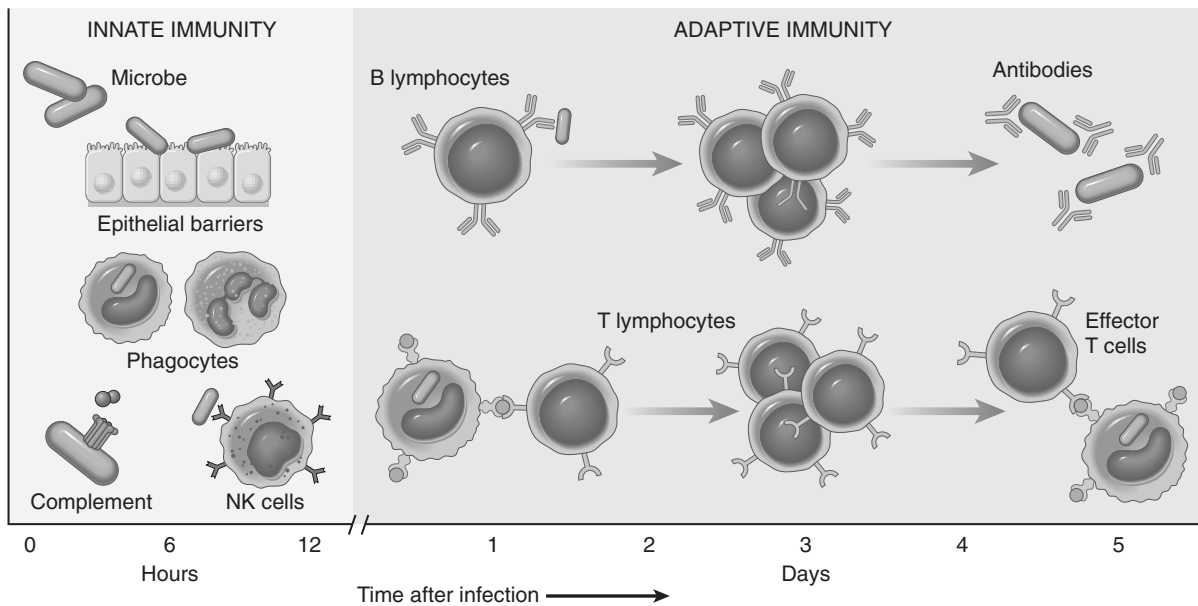 INNATE IMMUNITY
ADAPTIVE IMMUNITY
Microbe
B lymphocytes
Antibodies
Epithelial barriers
Phagocytes
T lymphocytes
Effector
T cells
Complement
NK cells
0 6 12 1 2 3 4 5
Hours
Days
Time after infection